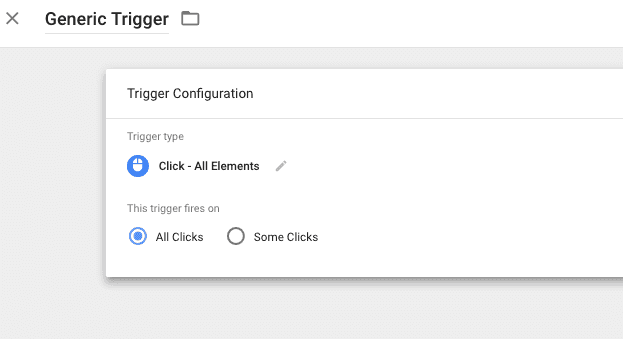 Generic Trigger
Trigger Configuration
Trigger type
Click - All Elements
This trigger fires on
All Clicks Some Clicks